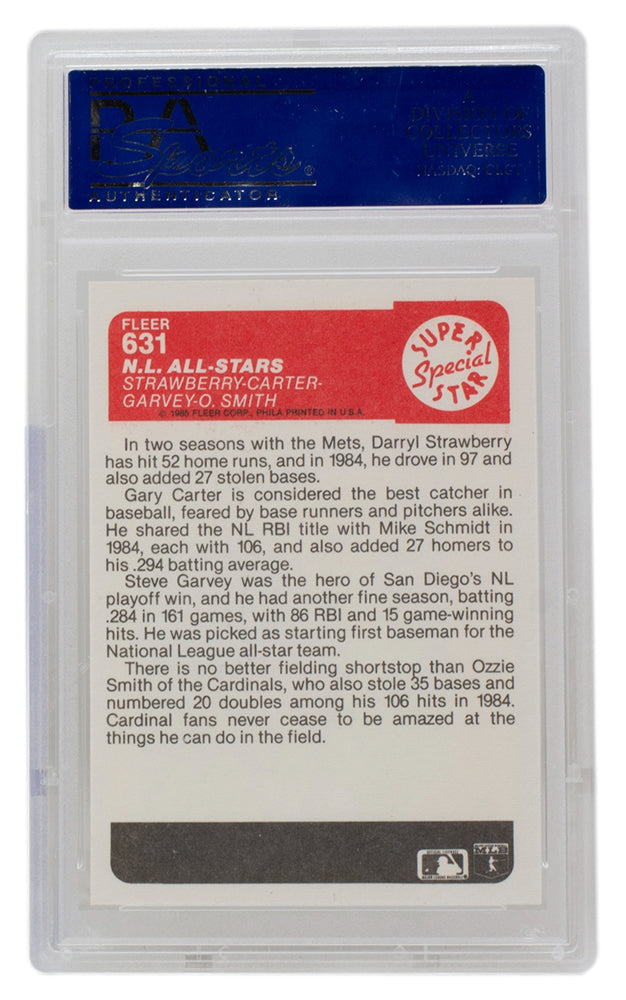 PROFESSIONAL
PSA
Sports®
AUTHENTICATOR
A
DIVISION OF
COLLECTORS
UNIVERSE
NASDAQ: CLCT
FLEER
631
N.L. ALL-STARS
STRAWBERRY-CARTER-
GARVEY-O. SMITH
© 1985 FLEER CORP., PHILA PRINTED IN U.S.A.
SUPER
Special
STAR
In two seasons with the Mets, Darryl Strawberry
has hit 52 home runs, and in 1984, he drove in 97 and
also added 27 stolen bases.
Gary Carter is considered the best catcher in
baseball, feared by base runners and pitchers alike.
He shared the NL RBI title with Mike Schmidt in
1984, each with 106, and also added 27 homers to
his .294 batting average.
Steve Garvey was the hero of San Diego's NL
playoff win, and he had another fine season, batting
.284 in 161 games, with 86 RBI and 15 game-winning
hits. He was picked as starting first baseman for the
National League all-star team.
There is no better fielding shortstop than Ozzie
Smith of the Cardinals, who also stole 35 bases and
numbered 20 doubles among his 106 hits in 1984.
Cardinal fans never cease to be amazed at the
things he can do in the field.
MAJOR LEAGUE BASEBALL